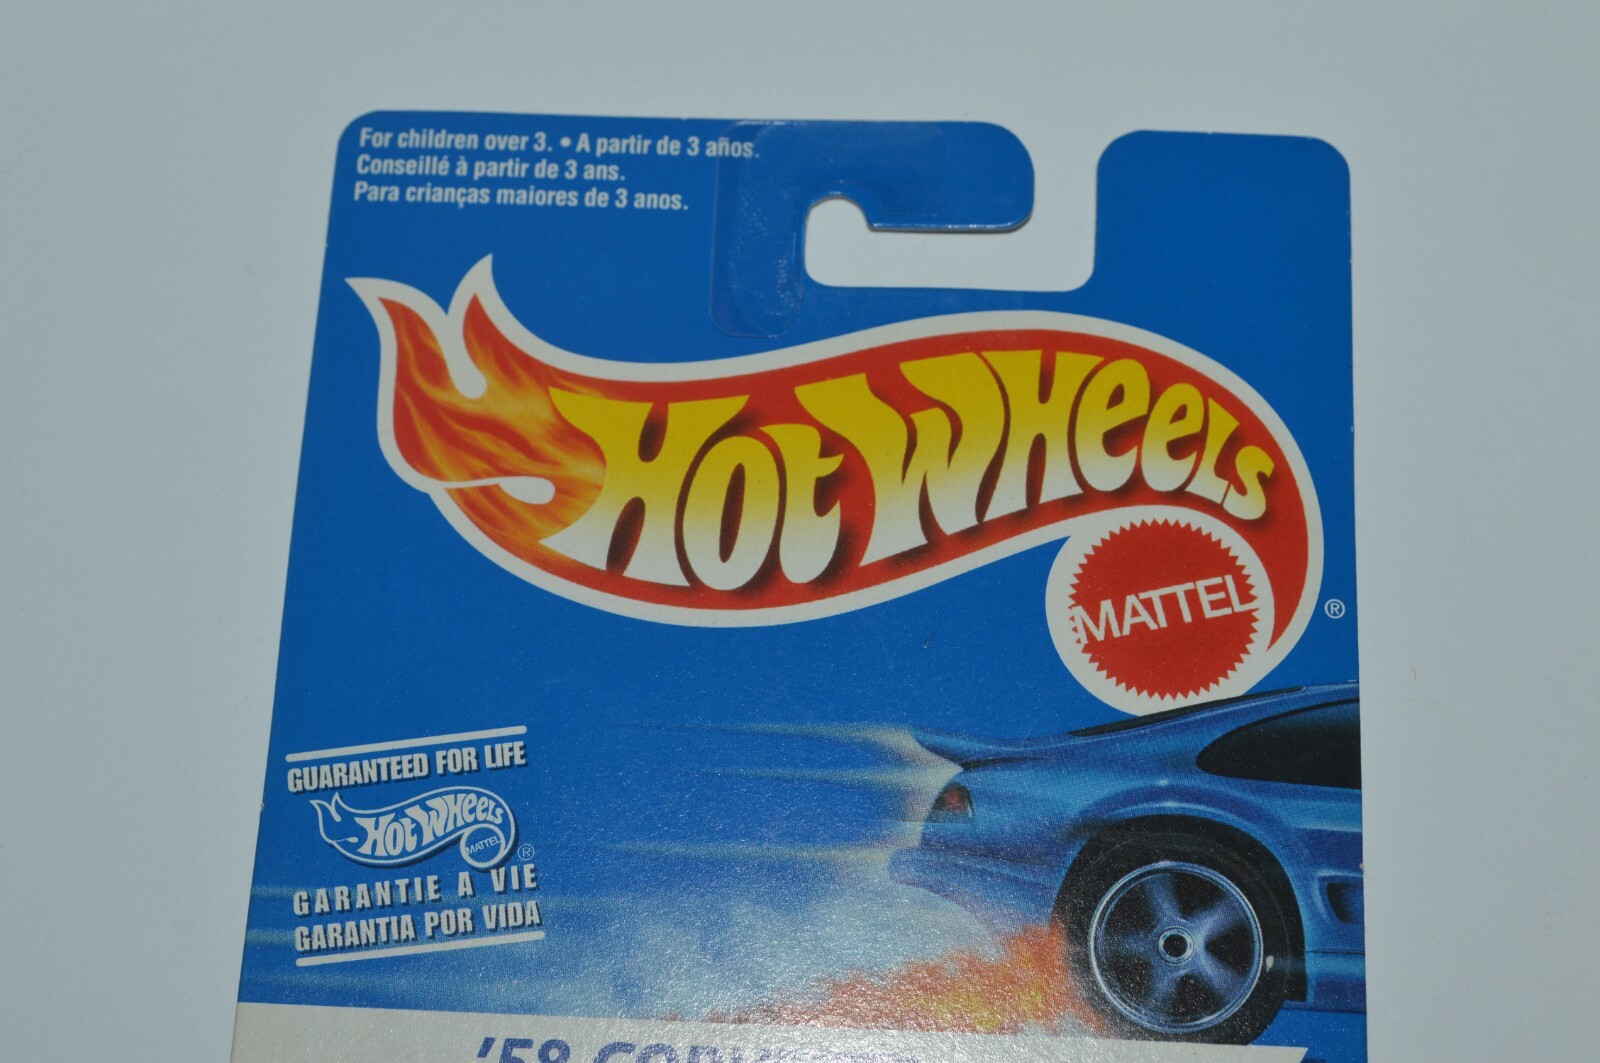 For children over 3. • A partir de 3 años.
Conseillé à partir de 3 ans.
Para crianças maiores de 3 anos.
Hot Wheels
MATTEL
®
GUARANTEED FOR LIFE
Hot Wheels
MATTEL
®
GARANTIE A VIE
GARANTIA POR VIDA
'58